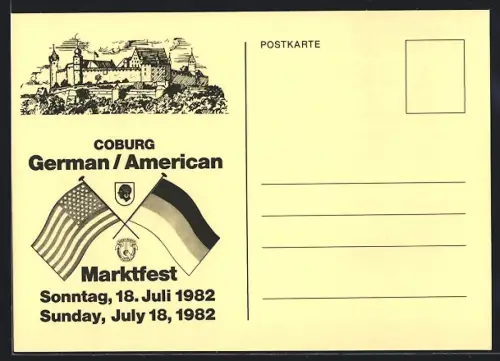 POSTKARTE
COBURG
German / American
Marktfest
Sonntag, 18. Juli 1982
Sunday, July 18, 1982